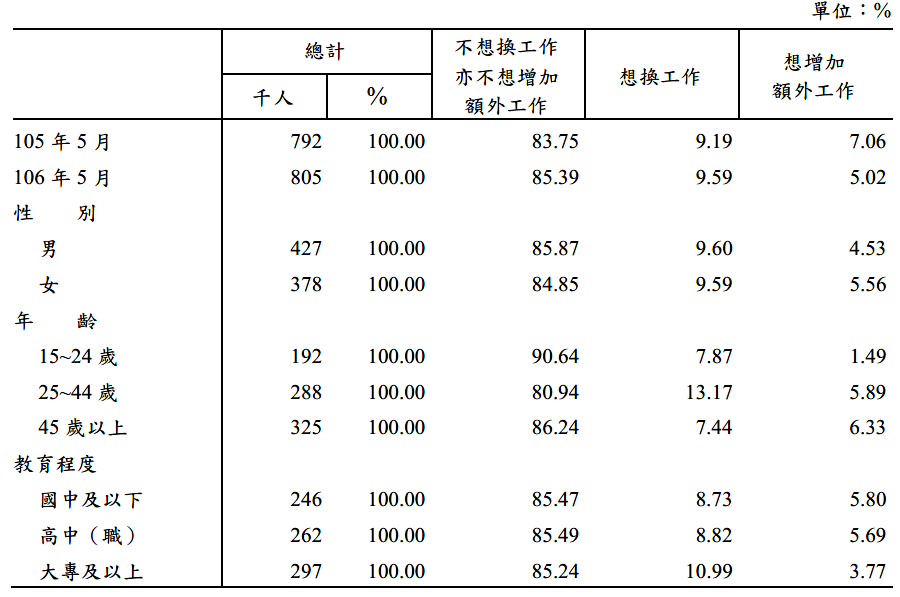 單位：%
總計 不想換工作亦不想增加額外工作 想換工作 想增加額外工作
千人 %
105 年 5 月 792 100.00 83.75 9.19 7.06
106 年 5 月 805 100.00 85.39 9.59 5.02
性 別
男 427 100.00 85.87 9.60 4.53
女 378 100.00 84.85 9.59 5.56
年 齡
15~24 歲 192 100.00 90.64 7.87 1.49
25~44 歲 288 100.00 80.94 13.17 5.89
45 歲以上 325 100.00 86.24 7.44 6.33
教育程度
國中及以下 246 100.00 85.47 8.73 5.80
高中（職） 262 100.00 85.49 8.82 5.69
大專及以上 297 100.00 85.24 10.99 3.77